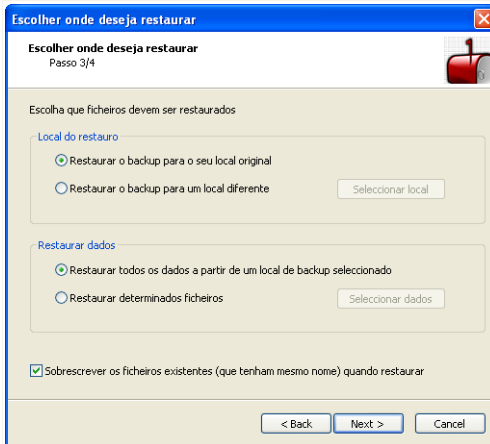 Escolher onde deseja restaurar
Escolher onde deseja restaurar
Passo 3/4
Escolha que ficheiros devem ser restaurados
Local do restauro
Restaurar o backup para o seu local original
Restaurar o backup para um local diferente
Seleccionar local
Restaurar dados
Restaurar todos os dados a partir de um local de backup seleccionado
Restaurar determinados ficheiros
Seleccionar dados
Sobrescrever os ficheiros existentes (que tenham mesmo nome) quando restaurar
< Back
Next >
Cancel